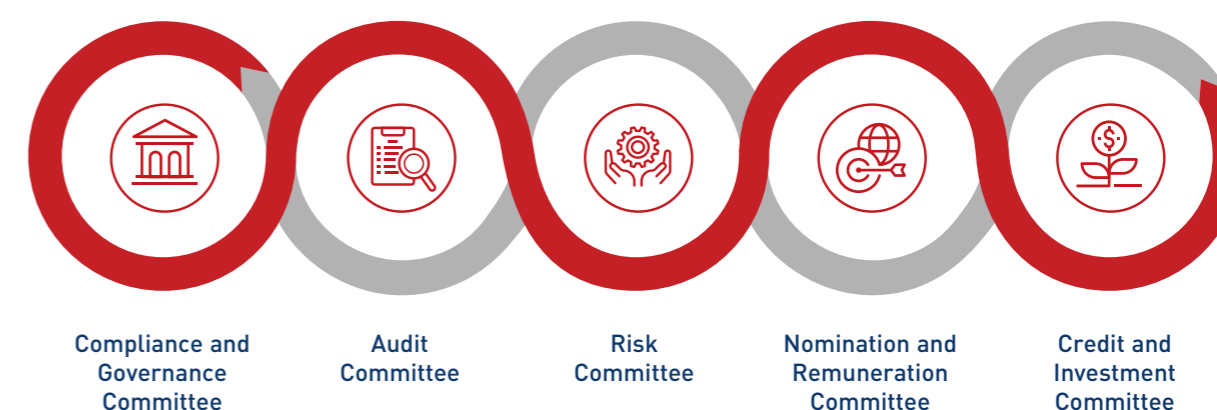 Compliance and
Governance
Committee
Audit
Committee
Risk
Committee
Nomination and
Remuneration
Committee
Credit and
Investment
Committee